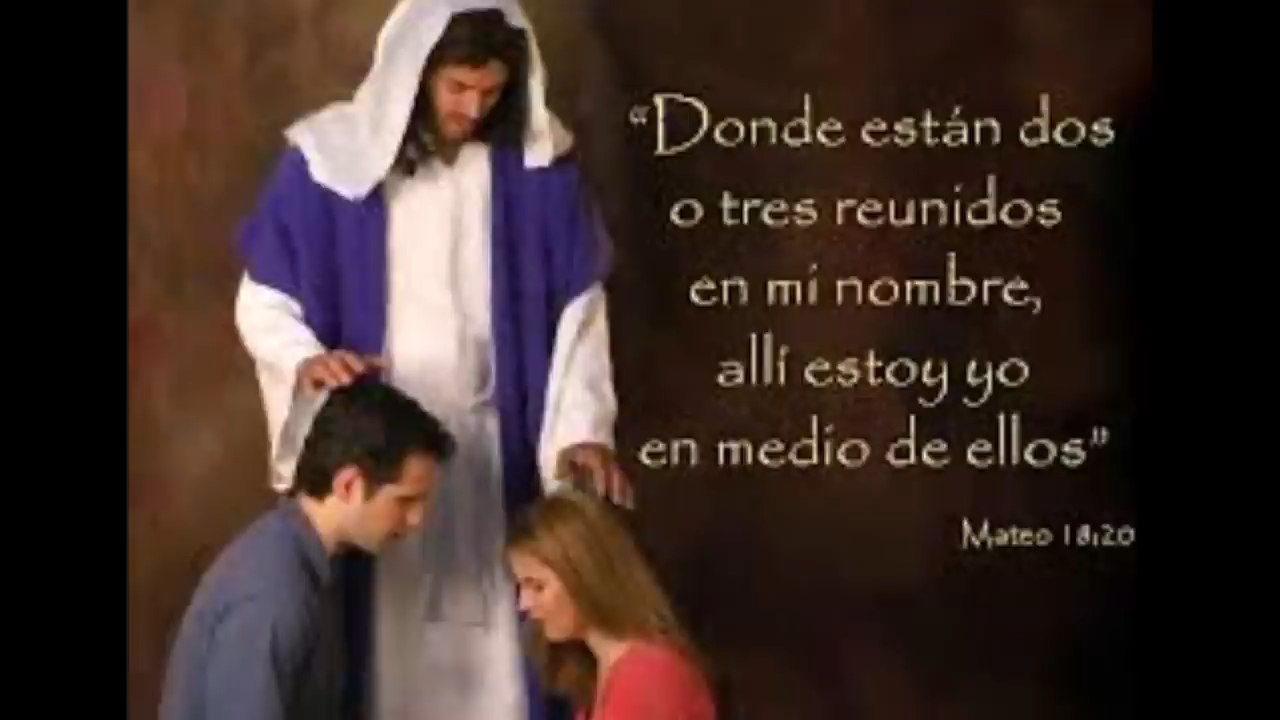 “Donde están dos
o tres reunidos
en mi nombre,
allí estoy yo
en medio de ellos”
Mateo 18:20